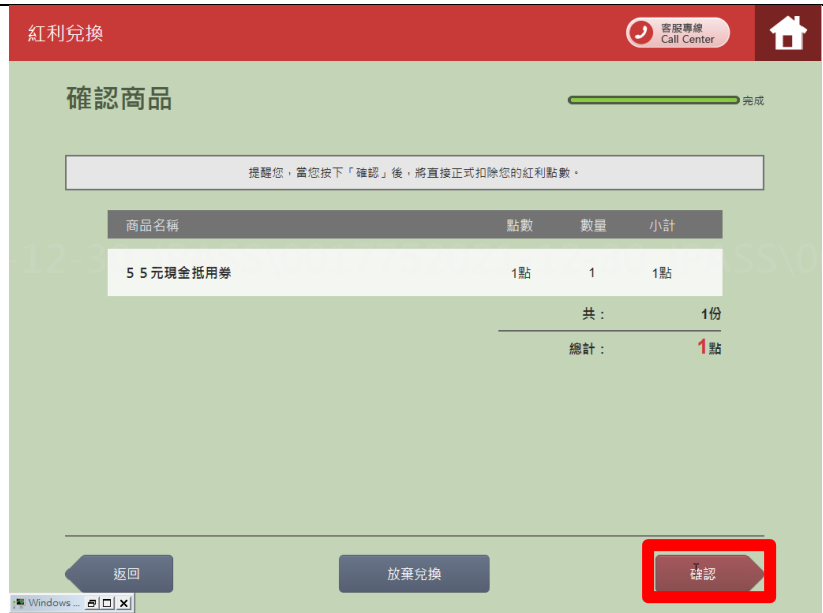 紅利兌換
客服專線
Call Center
確認商品
完成
提醒您，當您按下「確認」後，將直接正式扣除您的紅利點數。
商品名稱 點數 數量 小計
５５元現金抵用券 1點 1 1點
共： 1份
總計： 1點
返回 放棄兌換 確認
Windows ...